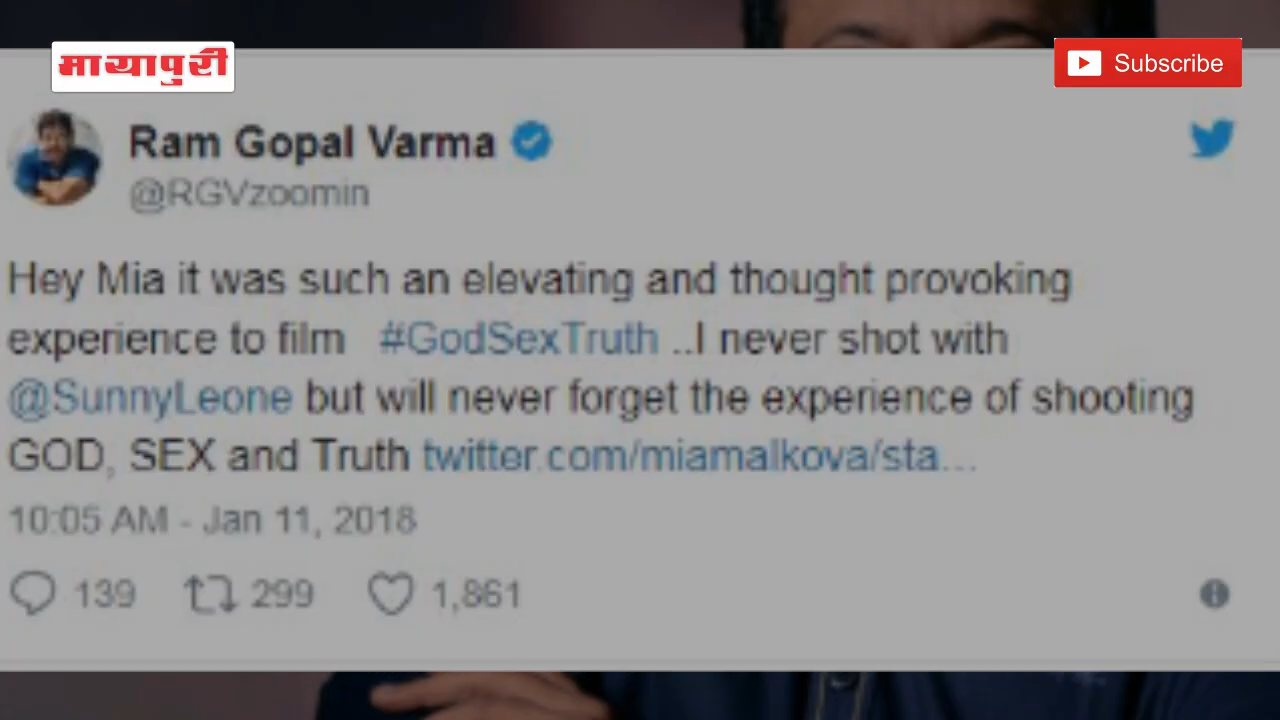 मायापुरी
Subscribe
Ram Gopal Varma
@RGVzoomin
Hey Mia it was such an elevating and thought provoking
experience to film #GodSexTruth ..I never shot with
@SunnyLeone but will never forget the experience of shooting
GOD, SEX and Truth twitter.com/miamalkova/sta...
10:05 AM - Jan 11, 2018
139 299 1,861